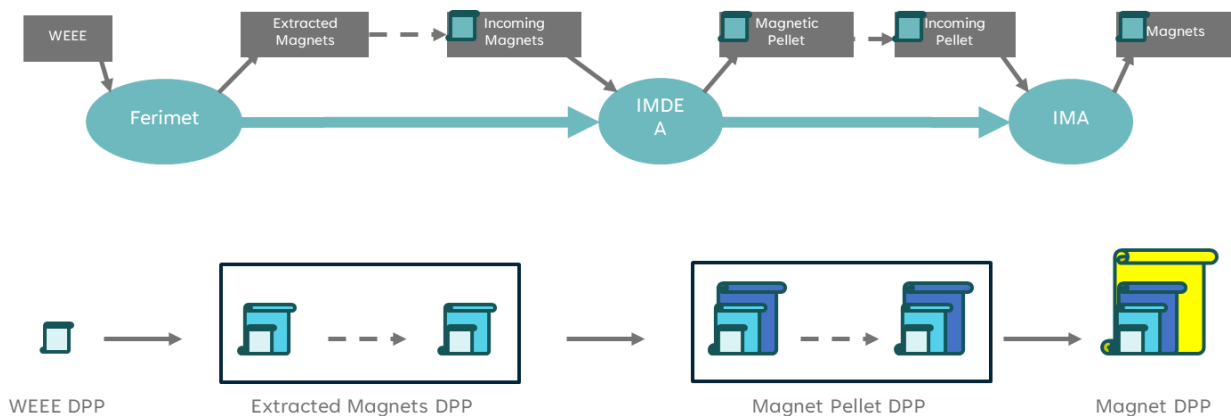 WEEE
Extracted
Magnets
Incoming
Magnets
Magnetic
Pellet
Incoming
Pellet
Magnets
Ferimet
IMDE
A
IMA
WEEE DPP
Extracted Magnets DPP
Magnet Pellet DPP
Magnet DPP